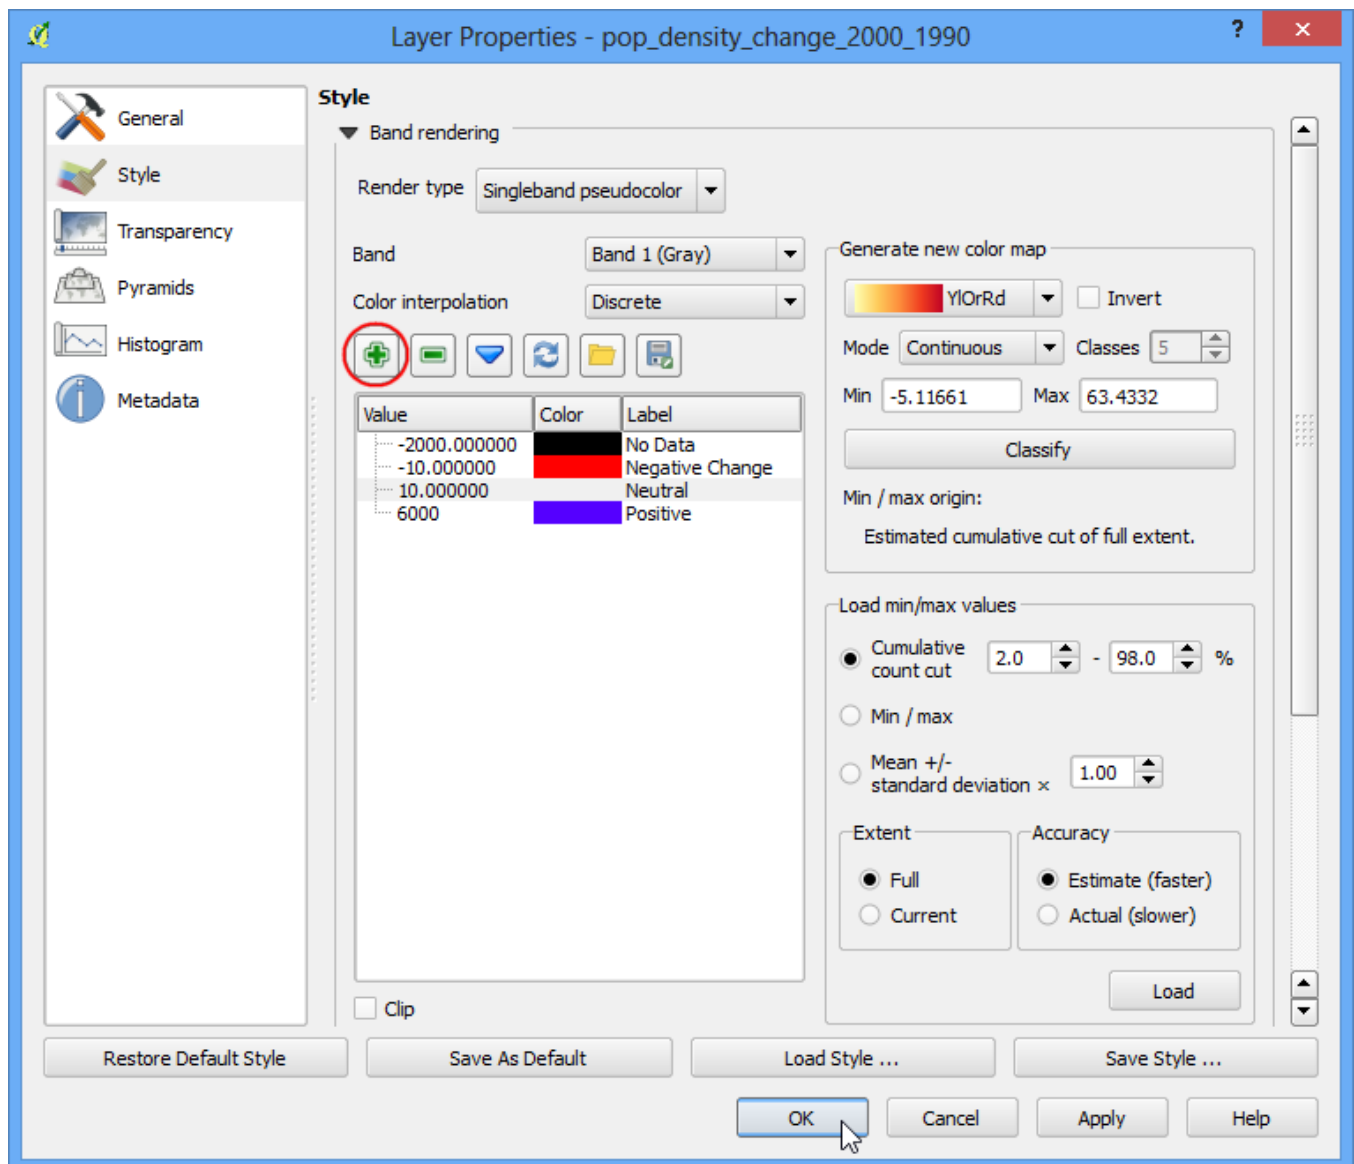 Layer Properties - pop_density_change_2000_1990
?
General
Style
Transparency
Pyramids
Histogram
Metadata
Style
Band rendering
Render type Singleband pseudocolor
Band Band 1 (Gray)
Color interpolation Discrete
Value Color Label
-2000.000000 No Data
-10.000000 Negative Change
10.000000 Neutral
6000 Positive
Clip
Generate new color map
YlOrRd Invert
Mode Continuous Classes 5
Min -5.11661 Max 63.4332
Classify
Min / max origin:
Estimated cumulative cut of full extent.
Load min/max values
Cumulative
count cut 2.0 - 98.0 %
Min / max
Mean +/-
standard deviation × 1.00
Extent
Full
Current
Accuracy
Estimate (faster)
Actual (slower)
Load
Restore Default Style Save As Default Load Style ... Save Style ...
OK Cancel Apply Help